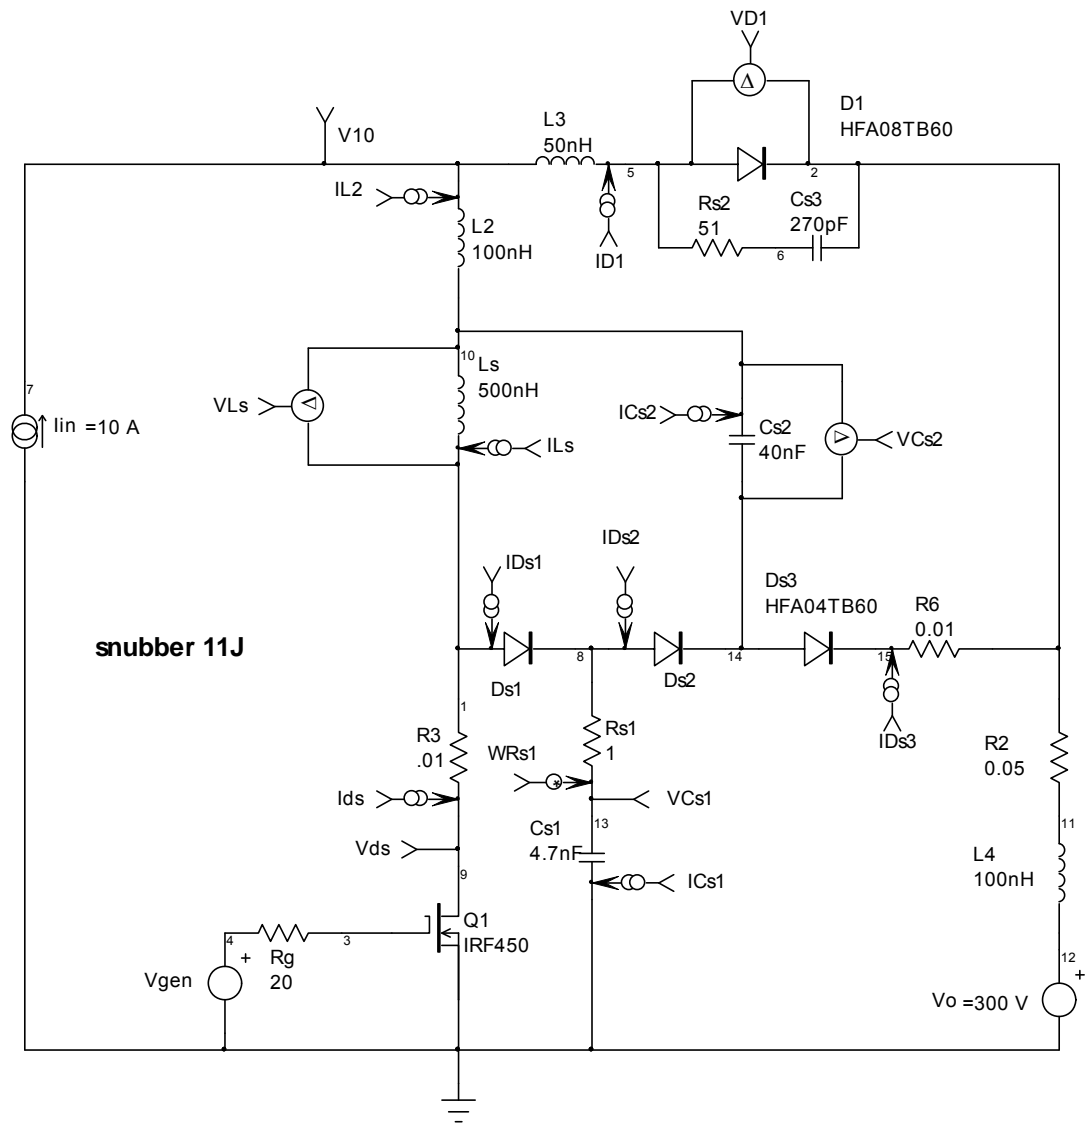 VD1
Δ
D1
HFA08TB60
L3
50nH
V10
5
2
IL2
Rs2
51
Cs3
270pF
L2
100nH
ID1
6
10
Ls
500nH
7
VLs
Δ
ICs2
Cs2
40nF
Δ
VCs2
Iin =10 A
ILs
IDs2
IDs1
Ds3
HFA04TB60
R6
0.01
snubber 11J
8
14
15
Ds1
Ds2
1
R3
.01
WRs1
*
Rs1
1
IDs3
R2
0.05
Ids
VCs1
13
11
Vds
Cs1
4.7nF
L4
100nH
9
ICs1
Q1
IRF450
4
3
+
Rg
20
12
+
Vgen
Vo =300 V